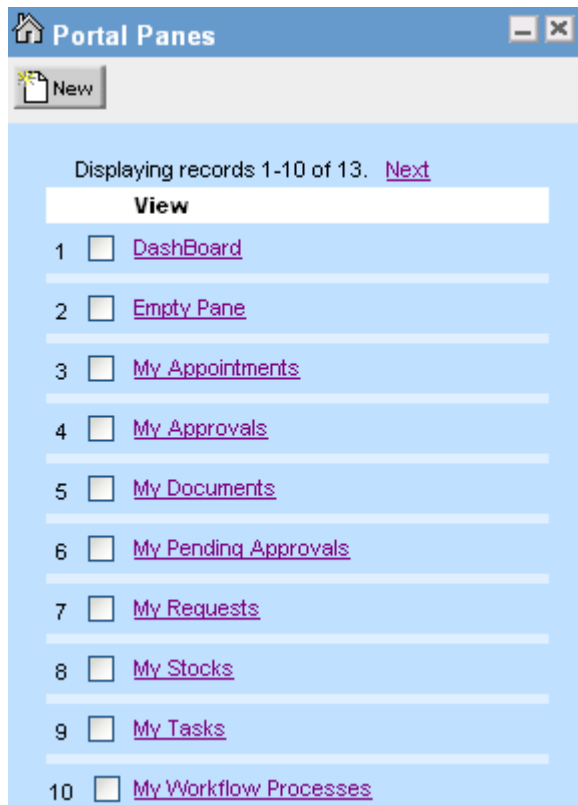 Portal Panes
New
Displaying records 1-10 of 13. Next
View
1 DashBoard
2 Empty Pane
3 My Appointments
4 My Approvals
5 My Documents
6 My Pending Approvals
7 My Requests
8 My Stocks
9 My Tasks
10 My Workflow Processes